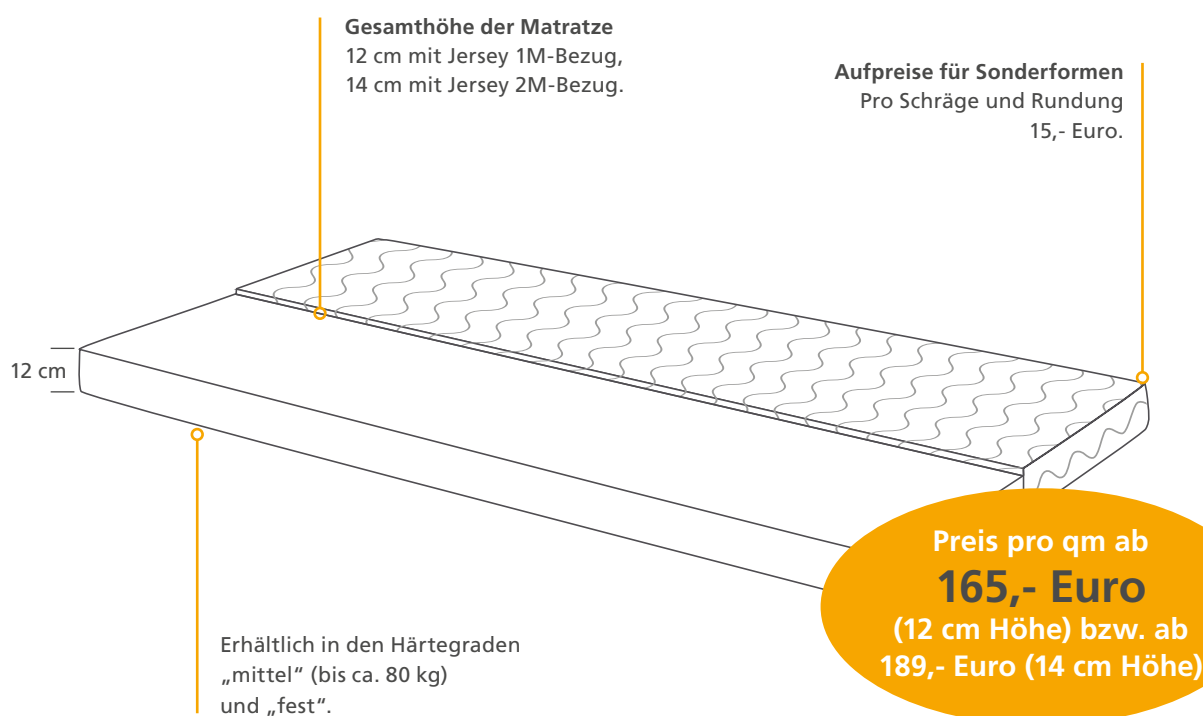 Gesamthöhe der Matratze
12 cm mit Jersey 1M-Bezug,
14 cm mit Jersey 2M-Bezug.
Aufpreise für Sonderformen
Pro Schräge und Rundung
15,- Euro.
12 cm
Erhältlich in den Härtegraden
„mittel“ (bis ca. 80 kg)
und „fest“.
Preis pro qm ab
165,- Euro
(12 cm Höhe) bzw. ab
189,- Euro (14 cm Höhe)